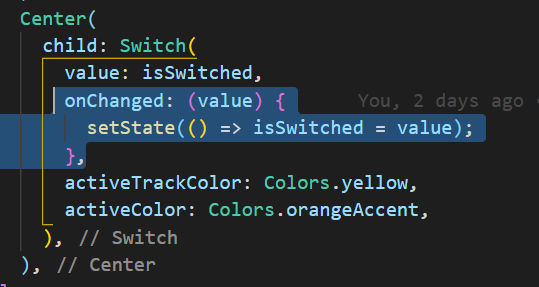 Center(
child: Switch(
value: isSwitched,
onChanged: (value) { You, 2 days ago
setState(() => isSwitched = value);
},
activeTrackColor: Colors.yellow,
activeColor: Colors.orangeAccent,
), // Switch
), // Center